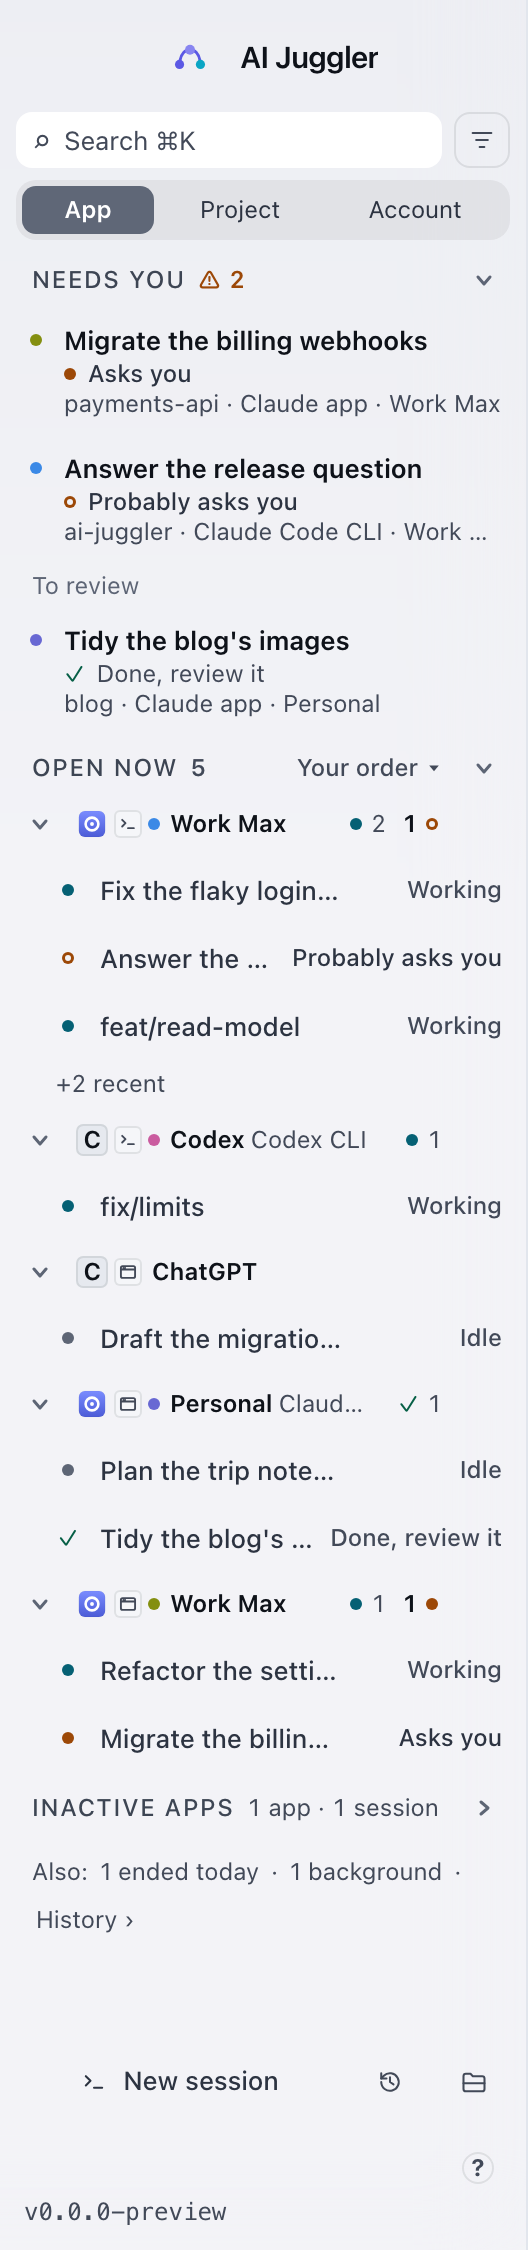 AI Juggler
Search ⌘K
App Project Account
NEEDS YOU 2
Migrate the billing webhooks
Asks you
payments-api · Claude app · Work Max
Answer the release question
Probably asks you
ai-juggler · Claude Code CLI · Work ...
To review
Tidy the blog's images
Done, review it
blog · Claude app · Personal
OPEN NOW 5 Your order
Work Max 2 1
Fix the flaky login... Working
Answer the ... Probably asks you
feat/read-model Working
+2 recent
C Codex Codex CLI 1
fix/limits Working
C ChatGPT
Draft the migratio... Idle
Personal Claud... 1
Plan the trip note... Idle
Tidy the blog's ... Done, review it
Work Max 1 1
Refactor the setti... Working
Migrate the billin... Asks you
INACTIVE APPS 1 app · 1 session
Also: 1 ended today · 1 background ·
History ›
New session
?
v0.0.0-preview